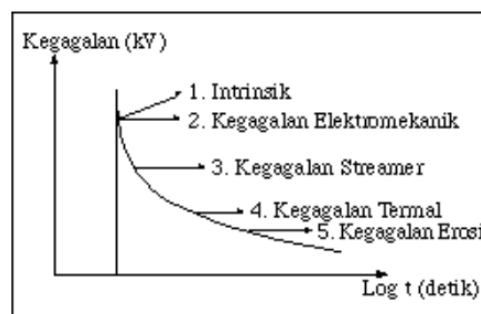 Kegagalan (kV)
1. Intrinsik
2. Kegagalan Elektromekanik
3. Kegagalan Streamer
4. Kegagalan Termal
5. Kegagalan Erosi
Log t (detik)